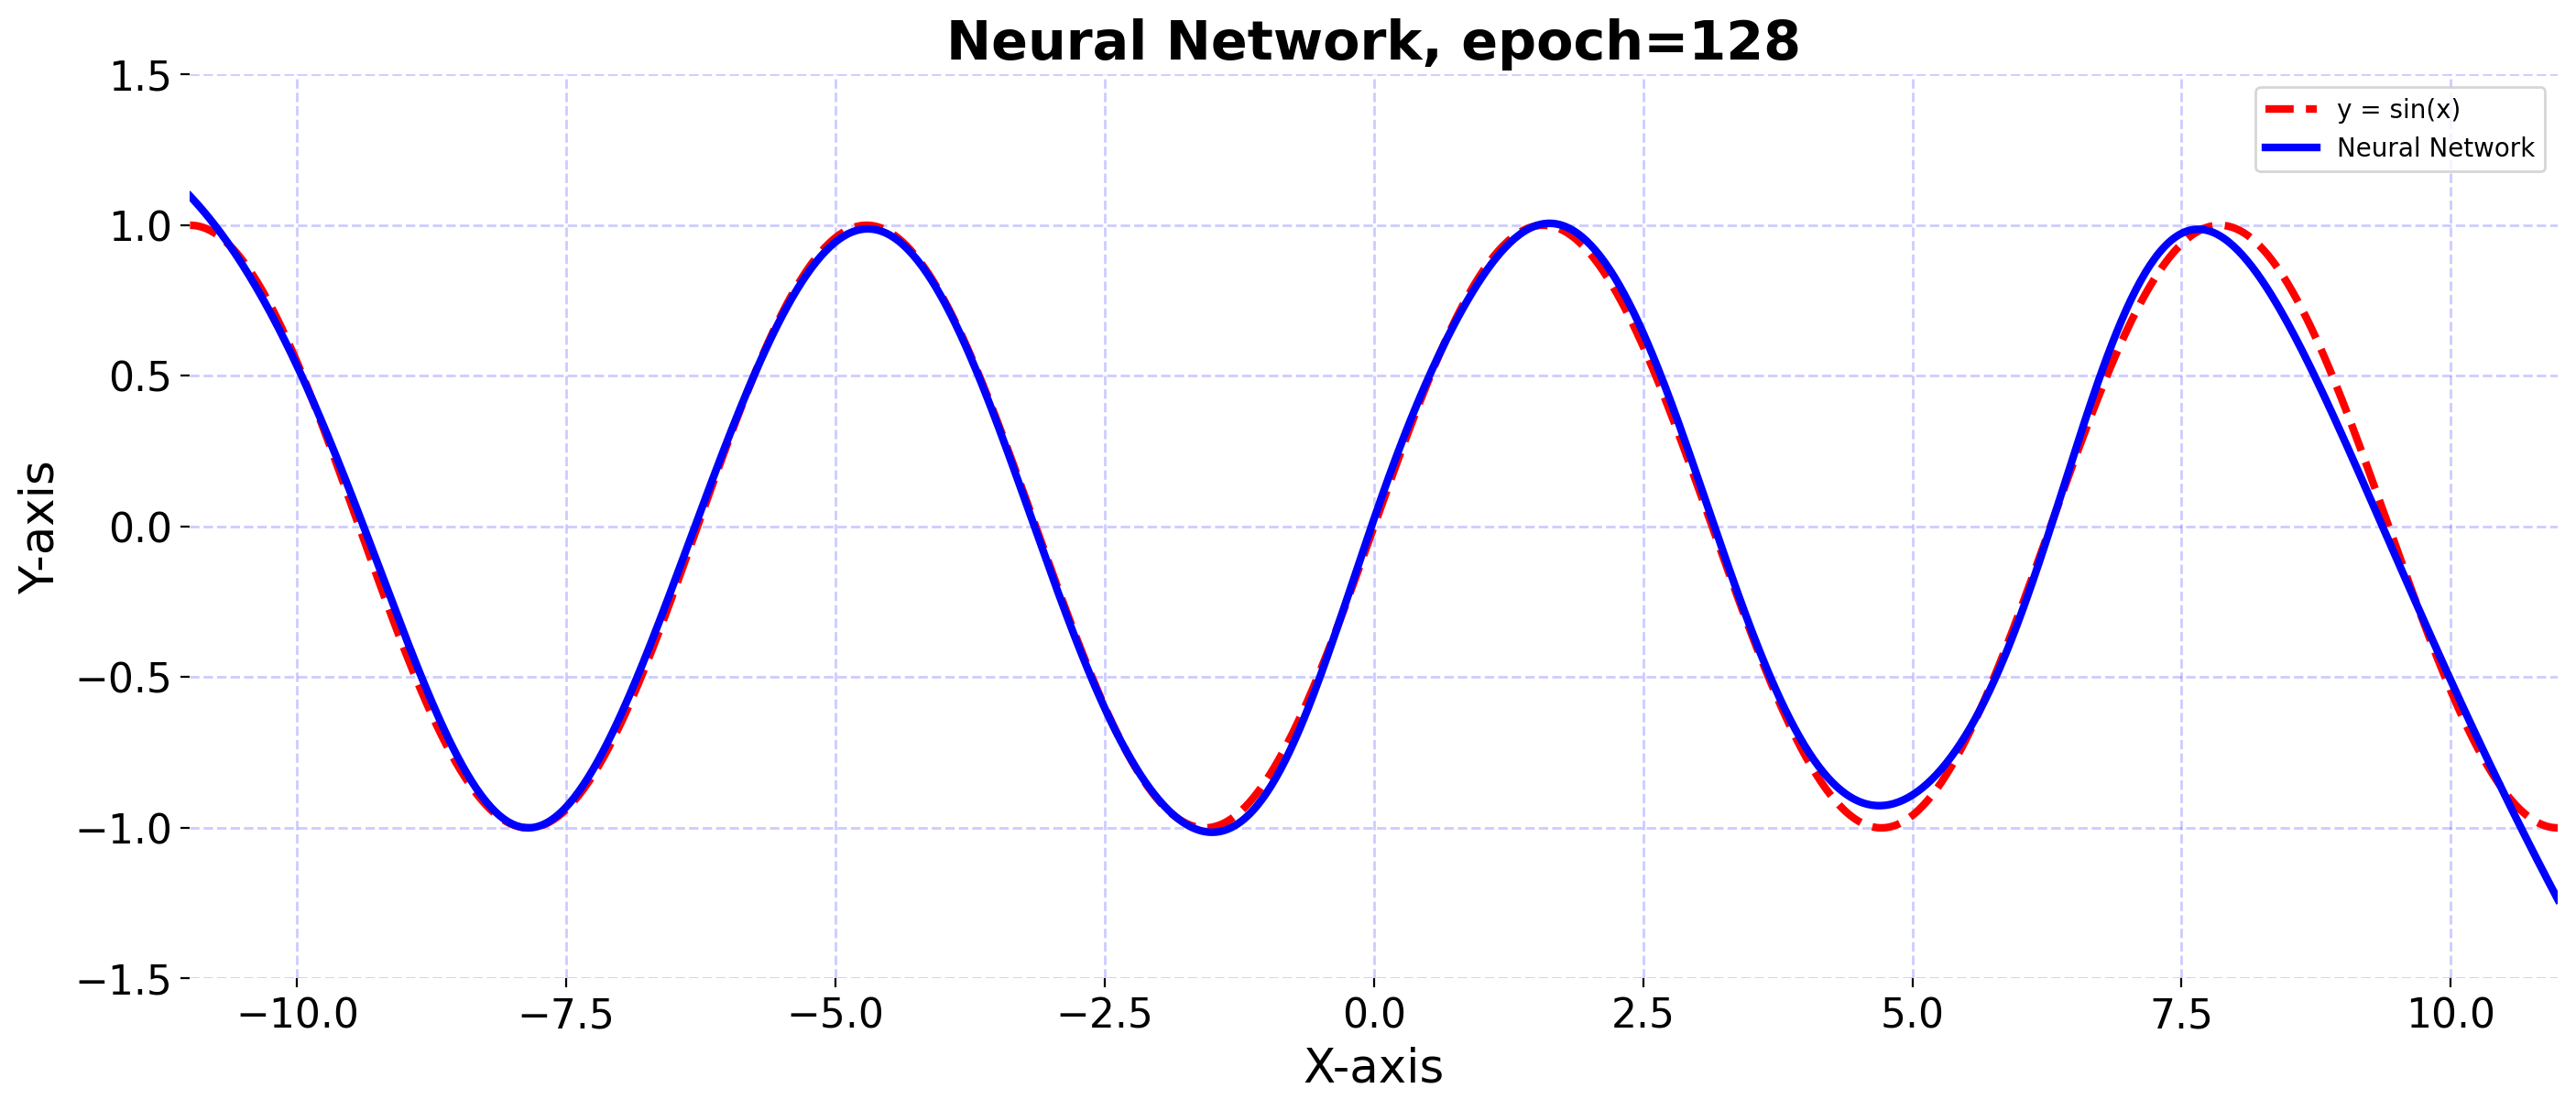 Neural Network, epoch=128
y = sin(x)
Neural Network
1.5
1.0
0.5
0.0
−0.5
−1.0
−1.5
Y-axis
−10.0 −7.5 −5.0 −2.5 0.0 2.5 5.0 7.5 10.0
X-axis